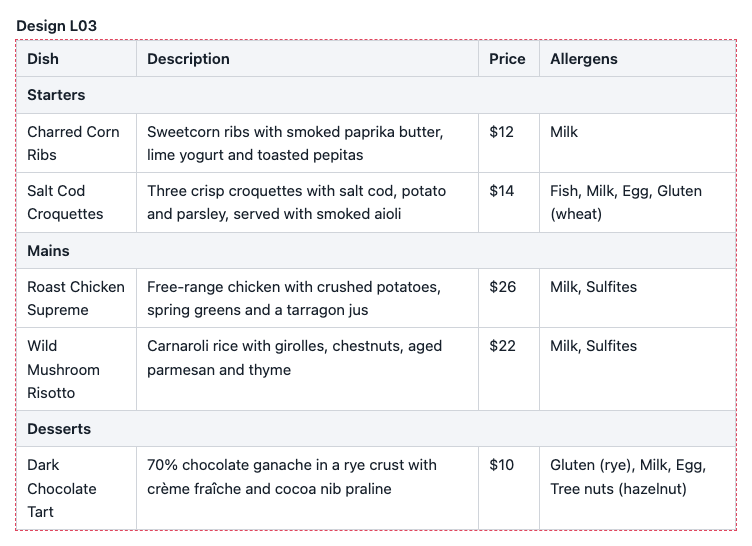 Design L03
Dish Description Price Allergens
Starters
Charred Corn Ribs Sweetcorn ribs with smoked paprika butter, lime yogurt and toasted pepitas $12 Milk
Salt Cod Croquettes Three crisp croquettes with salt cod, potato and parsley, served with smoked aioli $14 Fish, Milk, Egg, Gluten (wheat)
Mains
Roast Chicken Supreme Free-range chicken with crushed potatoes, spring greens and a tarragon jus $26 Milk, Sulfites
Wild Mushroom Risotto Carnaroli rice with girolles, chestnuts, aged parmesan and thyme $22 Milk, Sulfites
Desserts
Dark Chocolate Tart 70% chocolate ganache in a rye crust with crème fraîche and cocoa nib praline $10 Gluten (rye), Milk, Egg, Tree nuts (hazelnut)